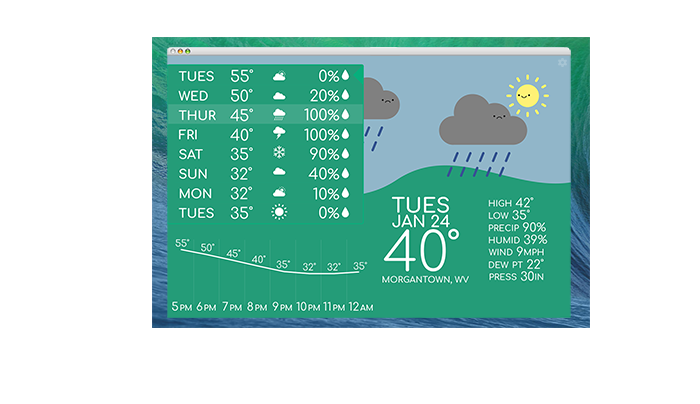 TUES 55° 0%
WED 50° 20%
THUR 45° 100%
FRI 40° 100%
SAT 35° 90%
SUN 32° 40%
MON 32° 10%
TUES 35° 0%
55° 50° 45° 40° 35° 32° 32° 35°
5 PM 6 PM 7 PM 8 PM 9 PM 10 PM 11 PM 12 AM
TUES
JAN 24
40°
MORGANTOWN, WV
HIGH 42°
LOW 35°
PRECIP 90%
HUMID 39%
WIND 9MPH
DEW PT 22°
PRESS 30IN